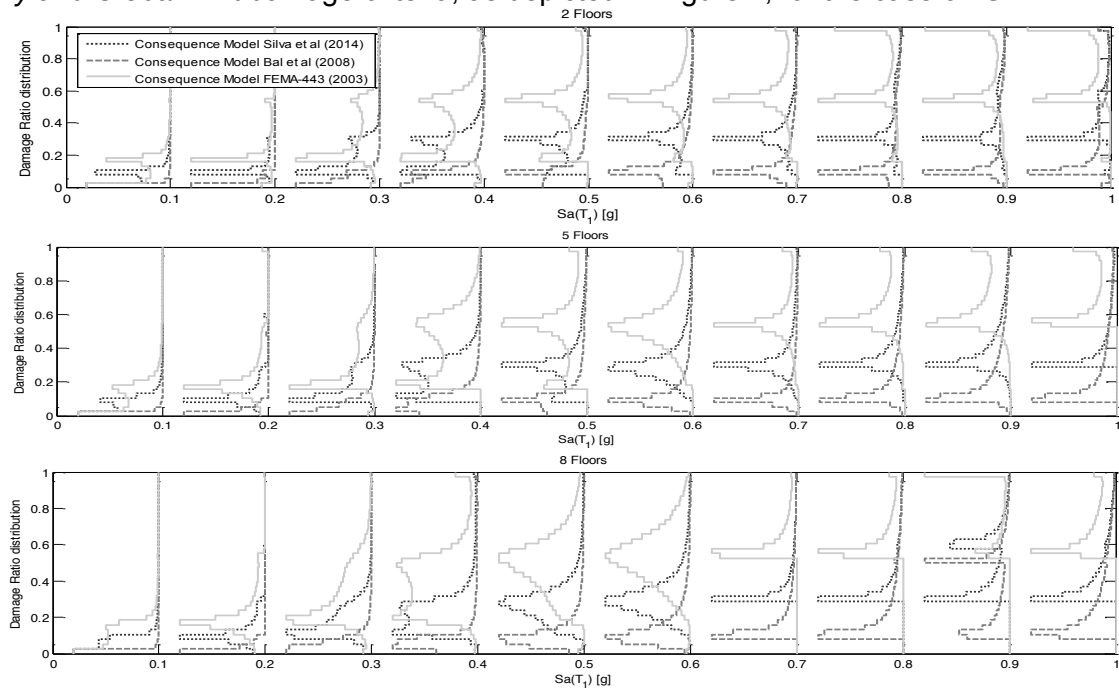 2 Floors
Consequence Model Silva et al (2014)
Consequence Model Bal et al (2008)
Consequence Model FEMA-443 (2003)
Damage Ratio distribution
1
0.8
0.6
0.4
0.2
0
0 0.1 0.2 0.3 0.4 0.5 0.6 0.7 0.8 0.9 1
Sa(T1) [g]
5 Floors
Damage Ratio distribution
1
0.8
0.6
0.4
0.2
0
0 0.1 0.2 0.3 0.4 0.5 0.6 0.7 0.8 0.9 1
Sa(T1) [g]
8 Floors
Damage Ratio distribution
1
0.8
0.6
0.4
0.2
0
0 0.1 0.2 0.3 0.4 0.5 0.6 0.7 0.8 0.9 1
Sa(T1) [g]